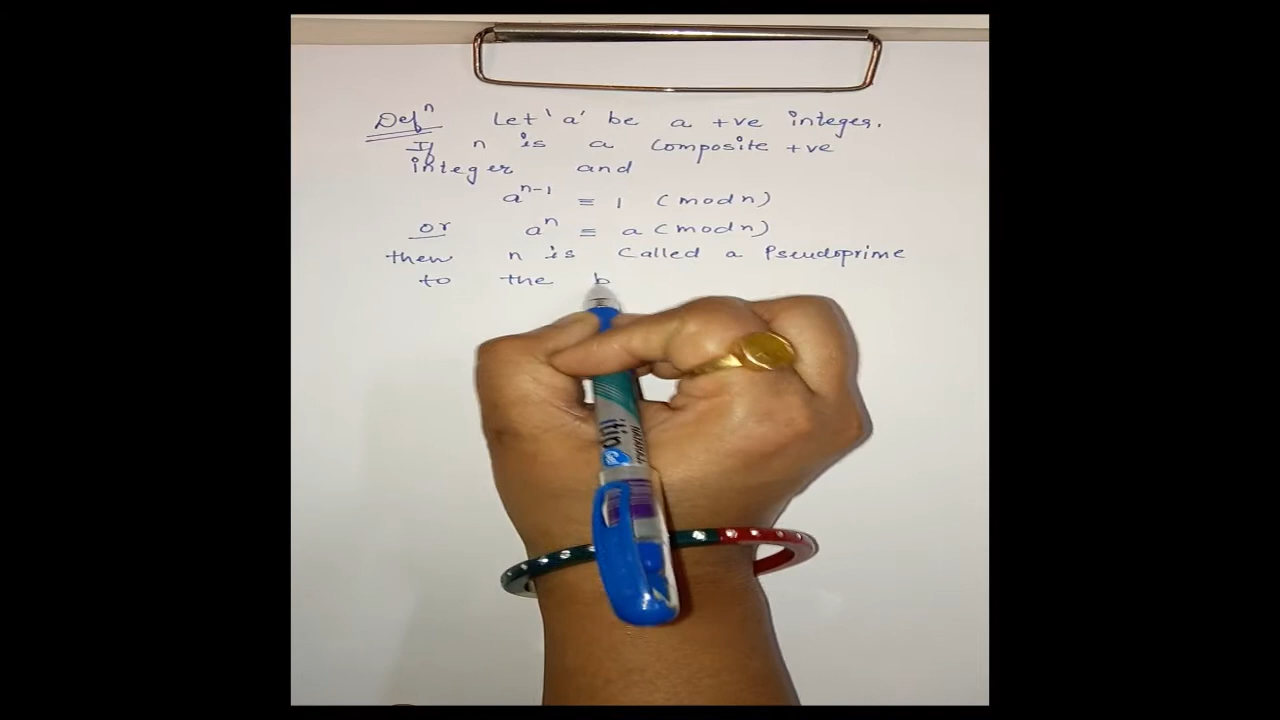 Defⁿ Let 'a' be a +ve integer.
If n is a composite +ve
integer and
aⁿ⁻¹ ≡ 1 (mod n)
or aⁿ ≡ a (mod n)
then n is called a Pseudoprime
to the b
itin